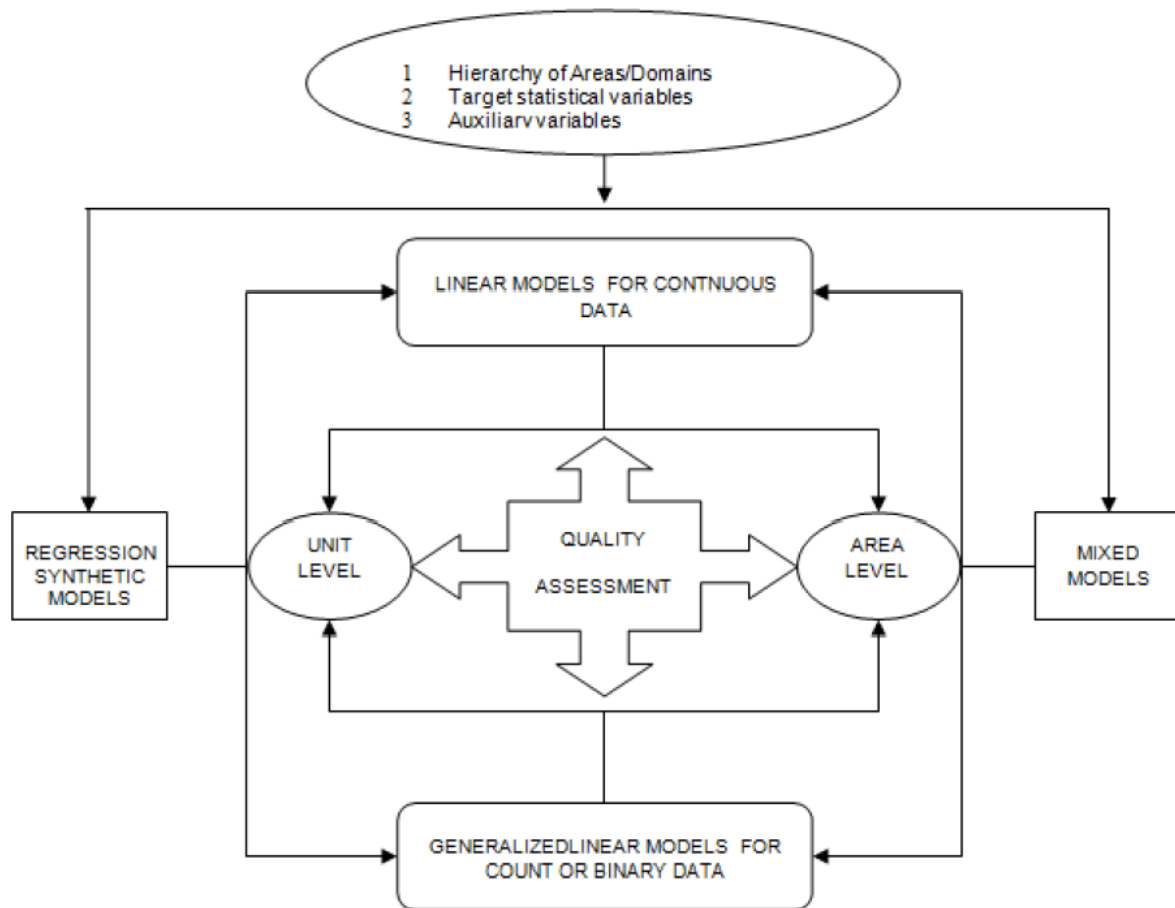 1 Hierarchy of Areas/Domains
2 Target statistical variables
3 Auxiliarv variables
LINEAR MODELS FOR CONTNUOUS
DATA
REGRESSION
SYNTHETIC
MODELS
UNIT
LEVEL
QUALITY
ASSESSMENT
AREA
LEVEL
MIXED
MODELS
GENERALIZEDLINEAR MODELS FOR
COUNT OR BINARY DATA